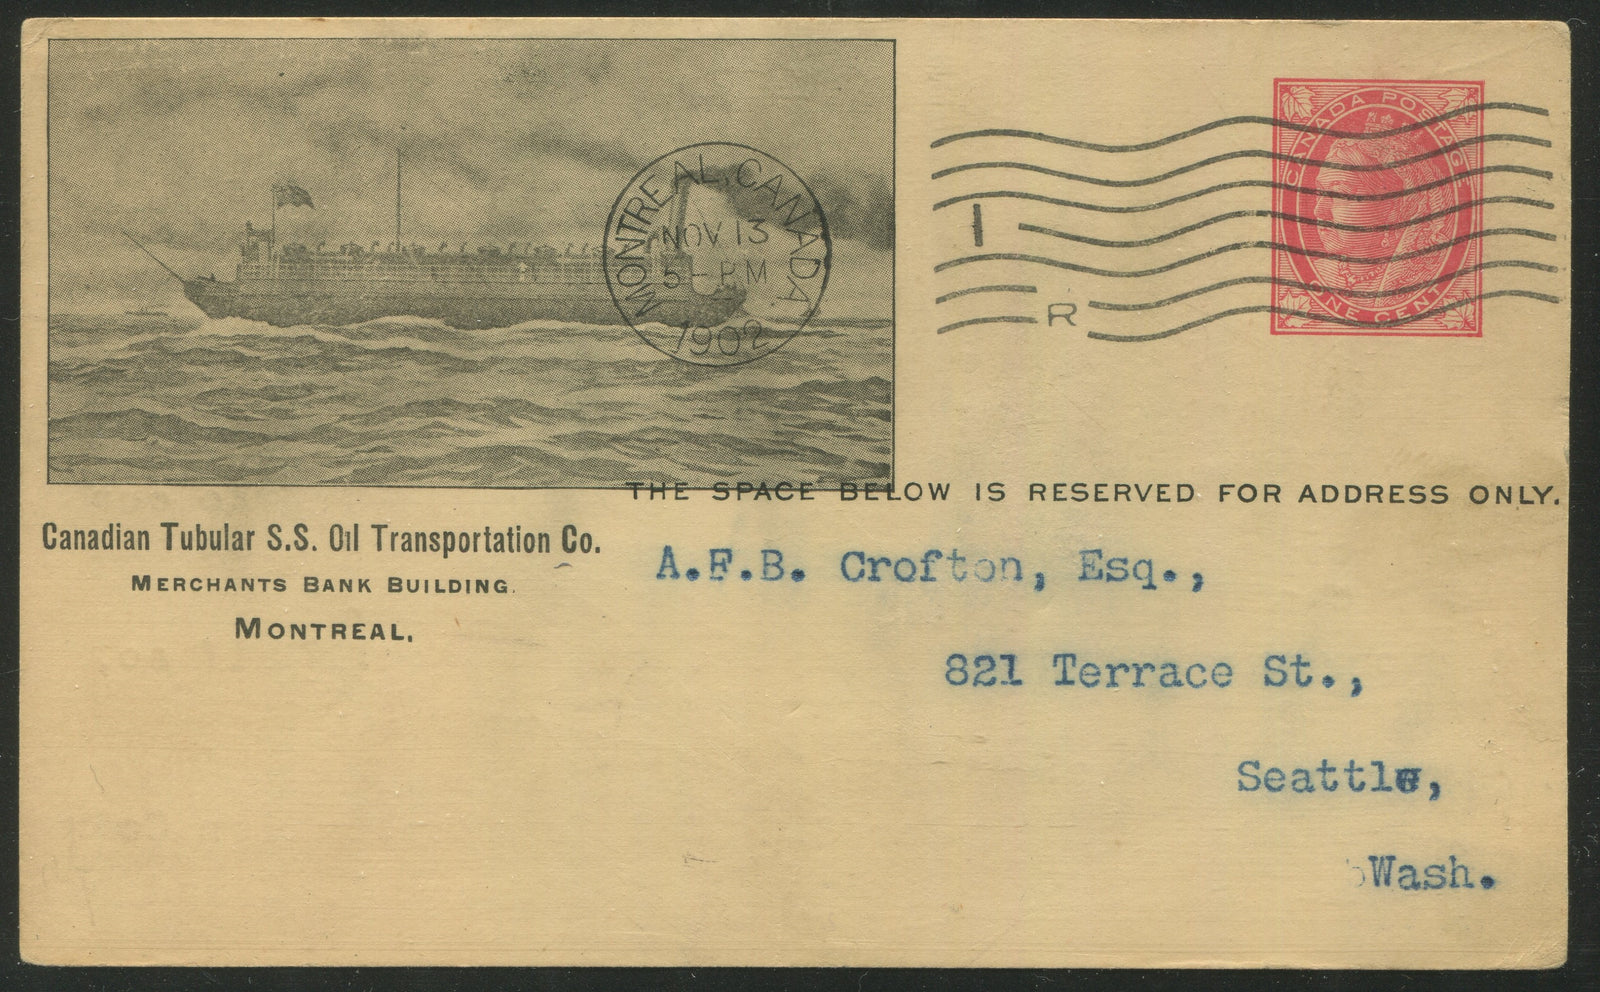 MONTREAL, CANADA
NOV 13
5-PM
1902
I
R
CANADA POSTAGE
ONE CENT
THE SPACE BELOW IS RESERVED FOR ADDRESS ONLY.
Canadian Tubular S.S. Oil Transportation Co.
MERCHANTS BANK BUILDING.
MONTREAL.
A.F.B. Crofton, Esq.,
821 Terrace St.,
Seattle,
Wash.